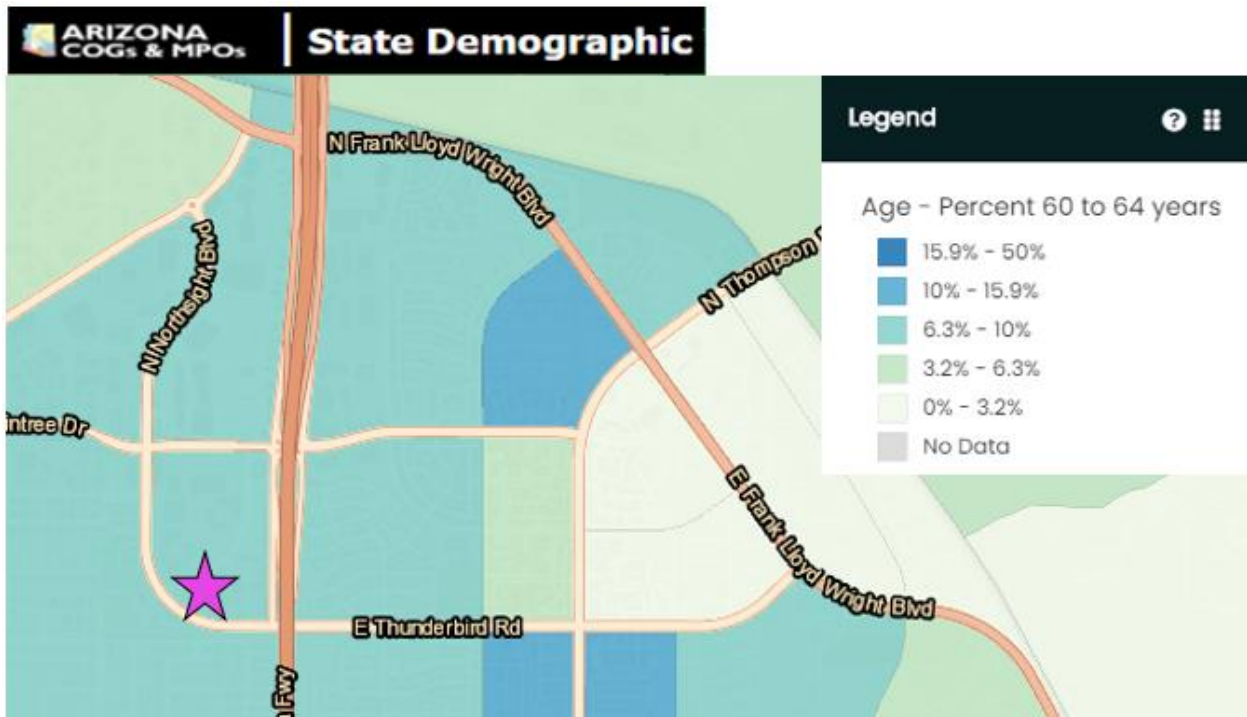 ARIZONA
COGs & MPOs
State Demographic
Legend
?
Age - Percent 60 to 64 years
15.9% - 50%
10% - 15.9%
6.3% - 10%
3.2% - 6.3%
0% - 3.2%
No Data
N Frank Lloyd Wright Blvd
N Northsight Blvd
N Thompson
intree Dr
E Frank Lloyd Wright Blvd
E Thunderbird Rd
Fwy